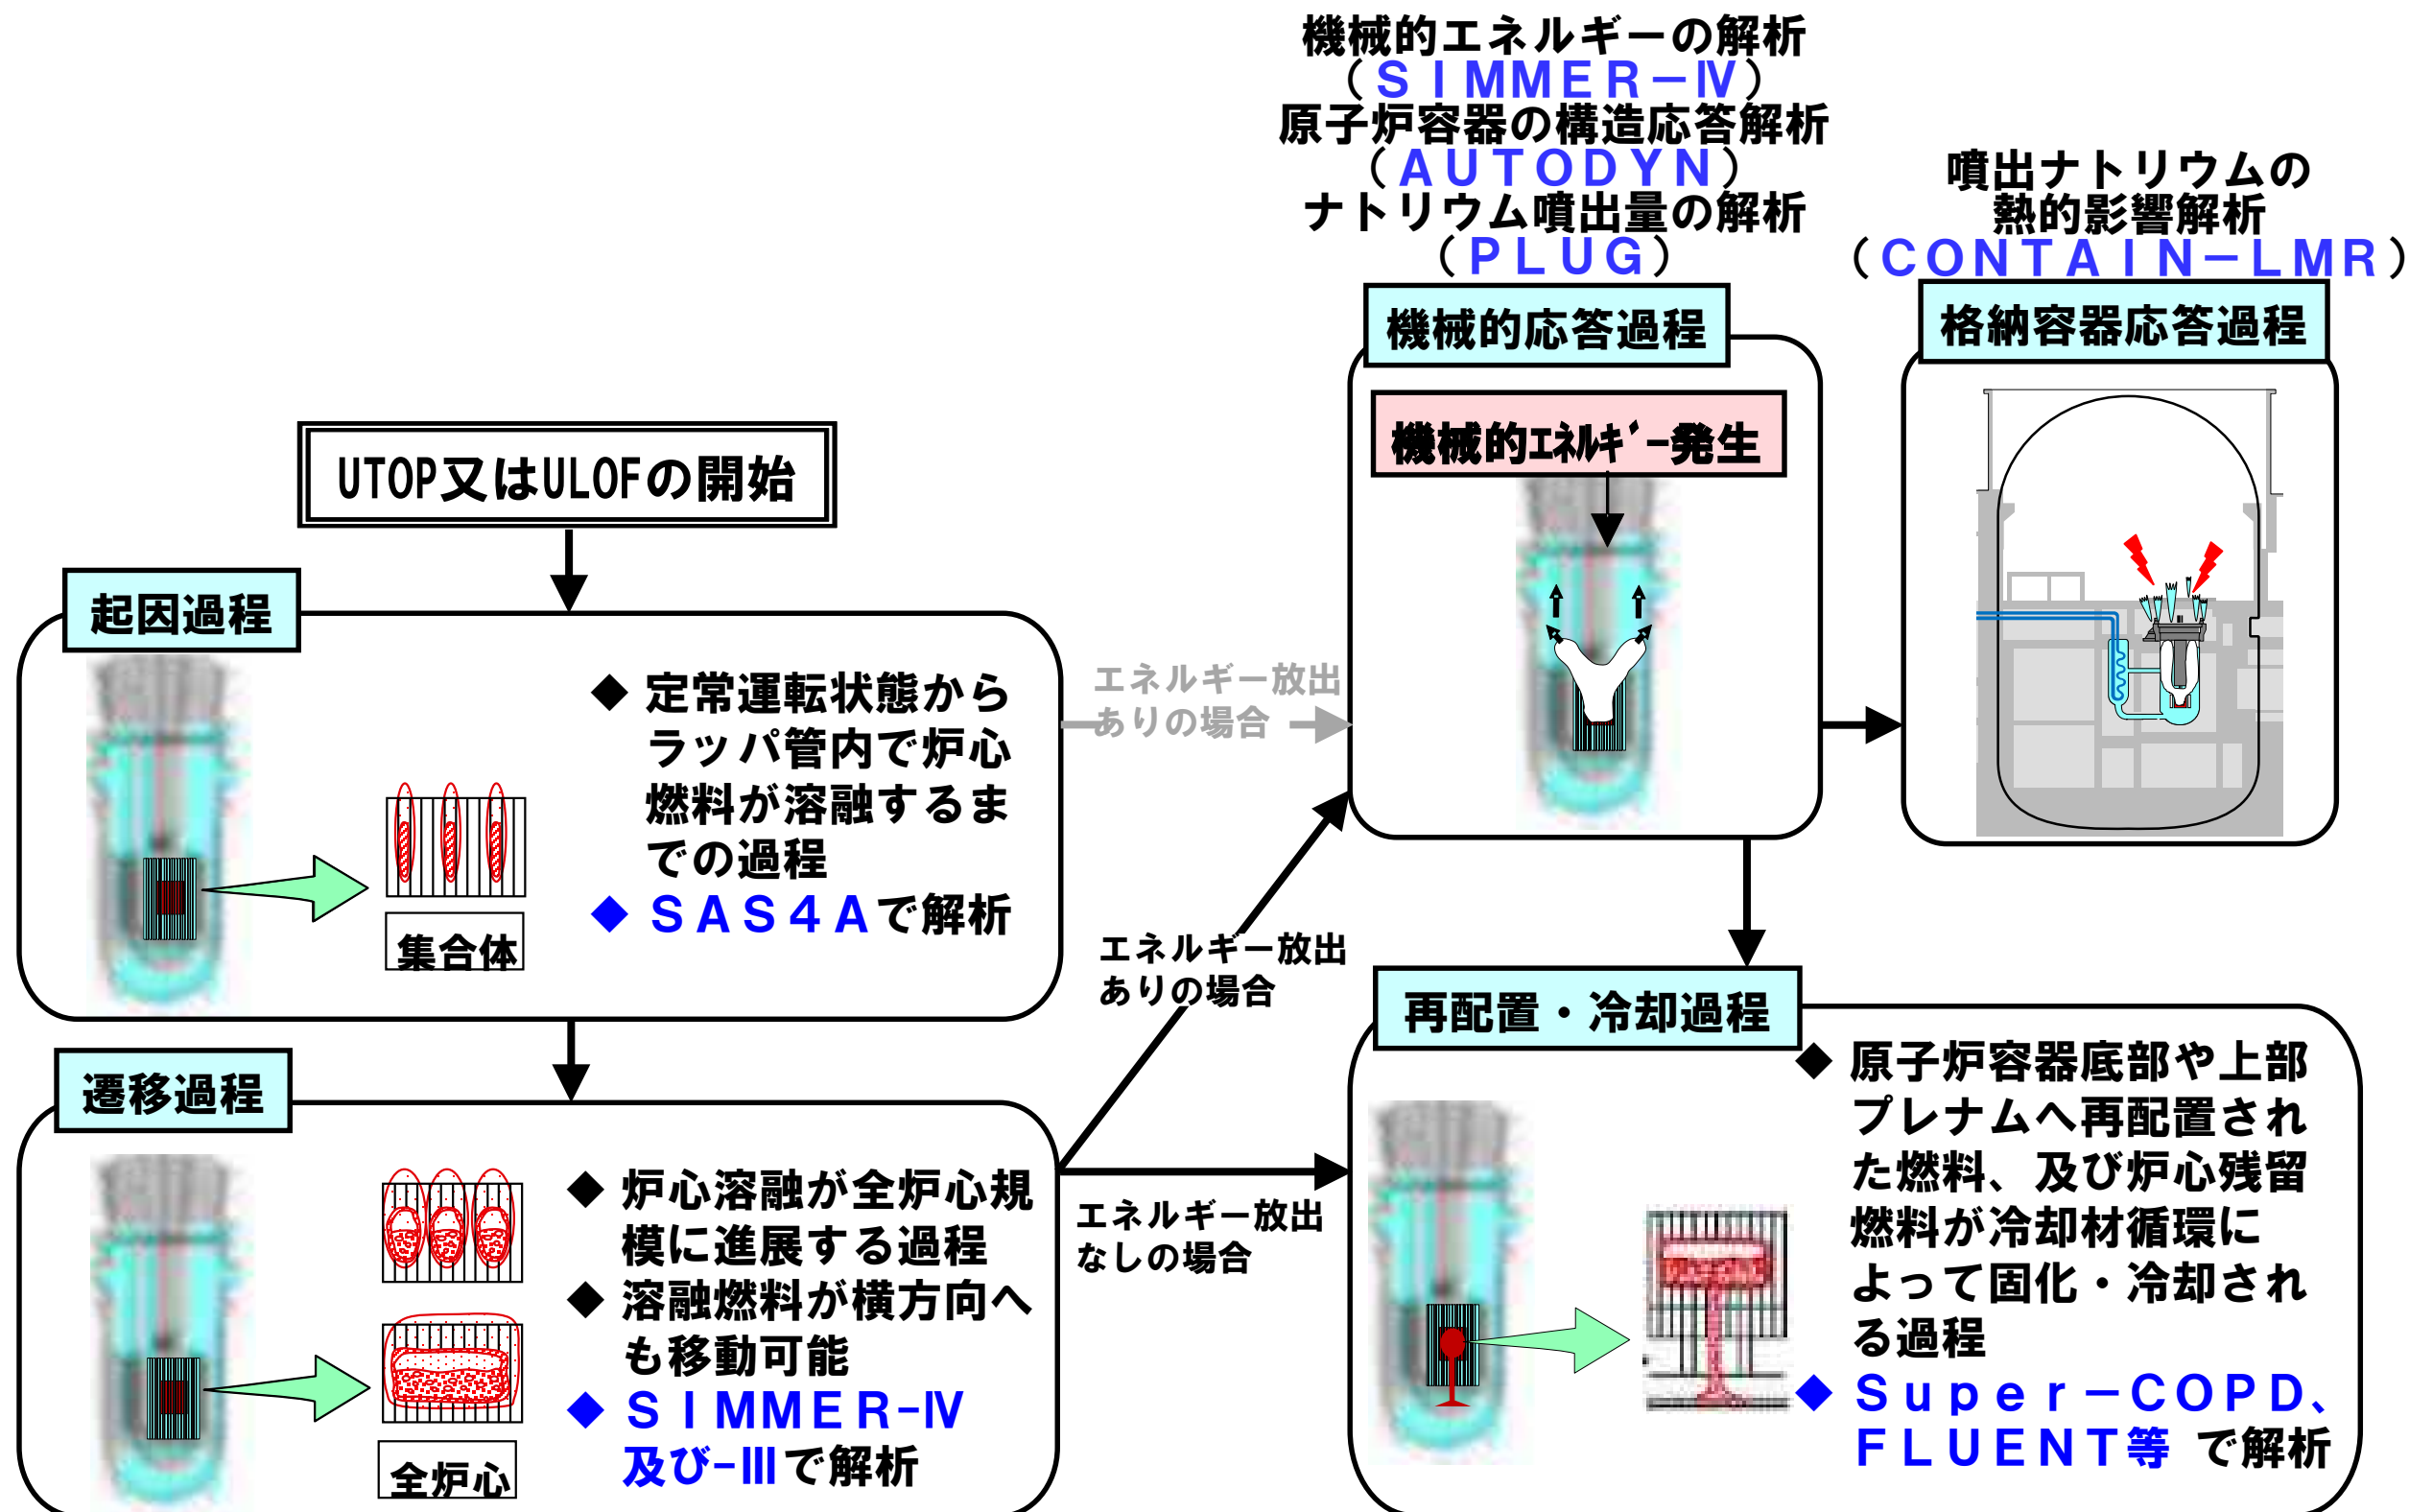 機械的エネルギーの解析
（ＳＩＭＭＥＲ－Ⅳ）
原子炉容器の構造応答解析
（ＡＵＴＯＤＹＮ）
ナトリウム噴出量の解析
（ＰＬＵＧ）
噴出ナトリウムの
熱的影響解析
（ＣＯＮＴＡＩＮ－ＬＭＲ）
機械的応答過程
格納容器応答過程
機械的ｴﾈﾙｷﾞｰ発生
UTOP又はULOFの開始
起因過程
◆ 定常運転状態から
ラッパ管内で炉心
燃料が溶融するま
での過程
◆ ＳＡＳ４Ａで解析
集合体
エネルギー放出
ありの場合
エネルギー放出
ありの場合
遷移過程
◆ 炉心溶融が全炉心規
模に進展する過程
◆ 溶融燃料が横方向へ
も移動可能
◆ ＳＩＭＭＥＲ-Ⅳ
及び-Ⅲで解析
全炉心
エネルギー放出
なしの場合
再配置・冷却過程
◆ 原子炉容器底部や上部
プレナムへ再配置され
た燃料、及び炉心残留
燃料が冷却材循環に
よって固化・冷却され
る過程
◆ Ｓｕｐｅｒ－ＣＯＰＤ、
ＦＬＵＥＮＴ等 で解析